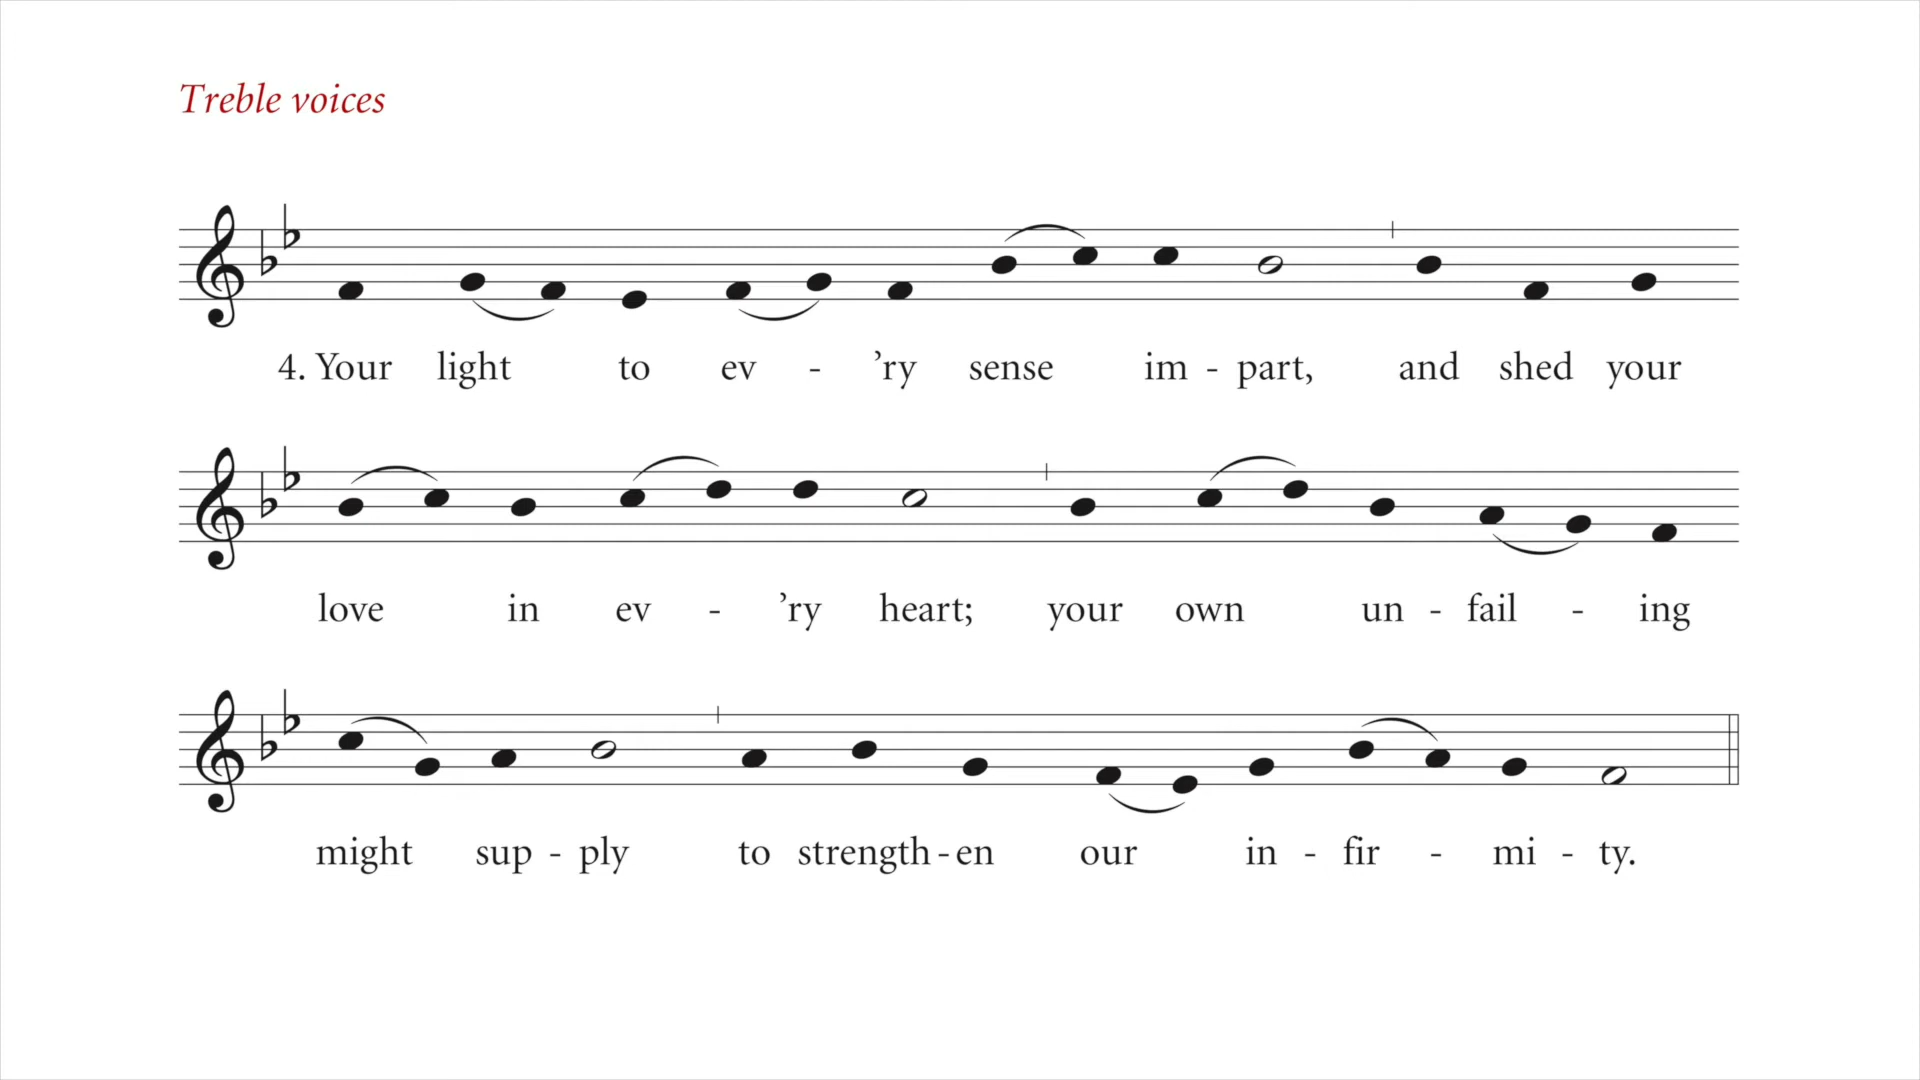 Treble voices
4. Your light to ev - ’ry sense im - part, and shed your
love in ev - ’ry heart; your own un - fail - ing
might sup - ply to strength - en our in - fir - mi - ty.